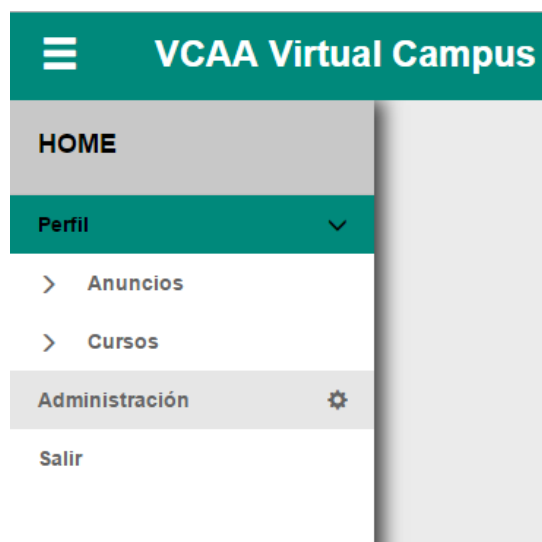 VCAA Virtual Campus
HOME
Perfil
Anuncios
Cursos
Administración
Salir